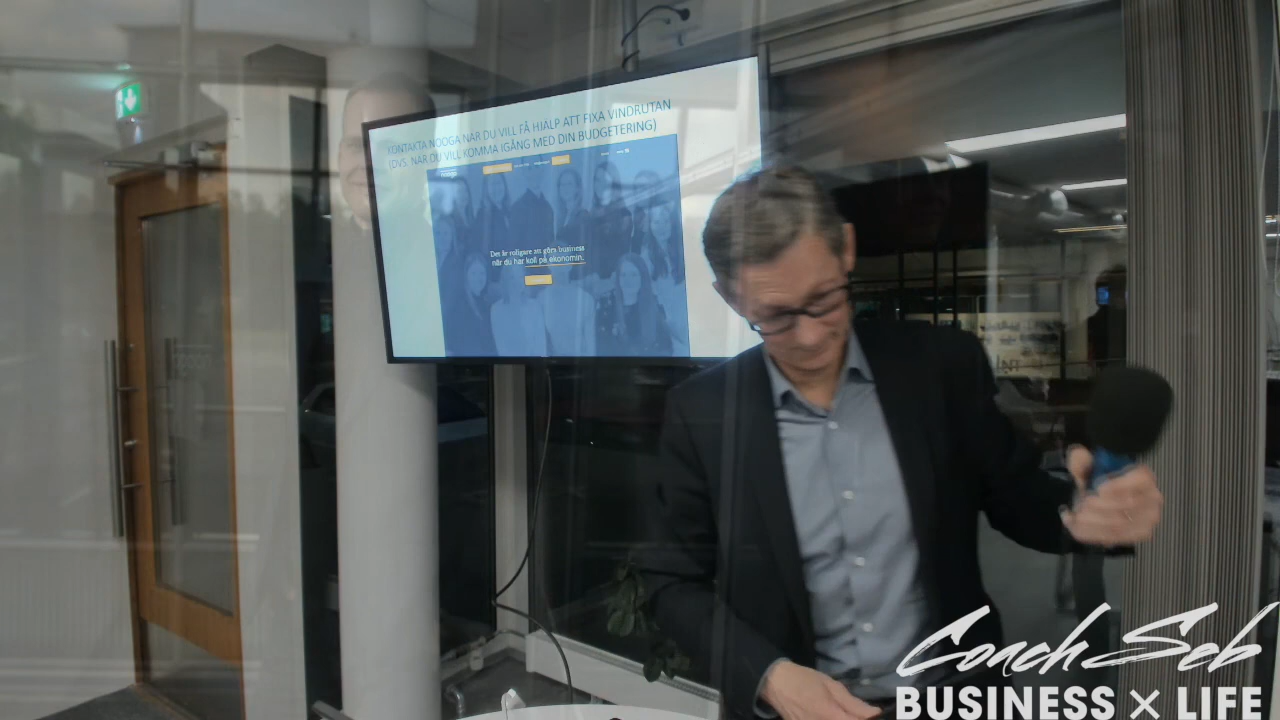 KONTAKTA NOOGA NÄR DU VILL FÅ HJÄLP ATT FIXA VINDRUTAN
(DVS. NÄR DU VILL KOMMA IGÅNG MED DIN BUDGETERING)
nooga
Det är roligare att göra business
när du har koll på ekonomin.
Coach Seb
BUSINESS X LIFE